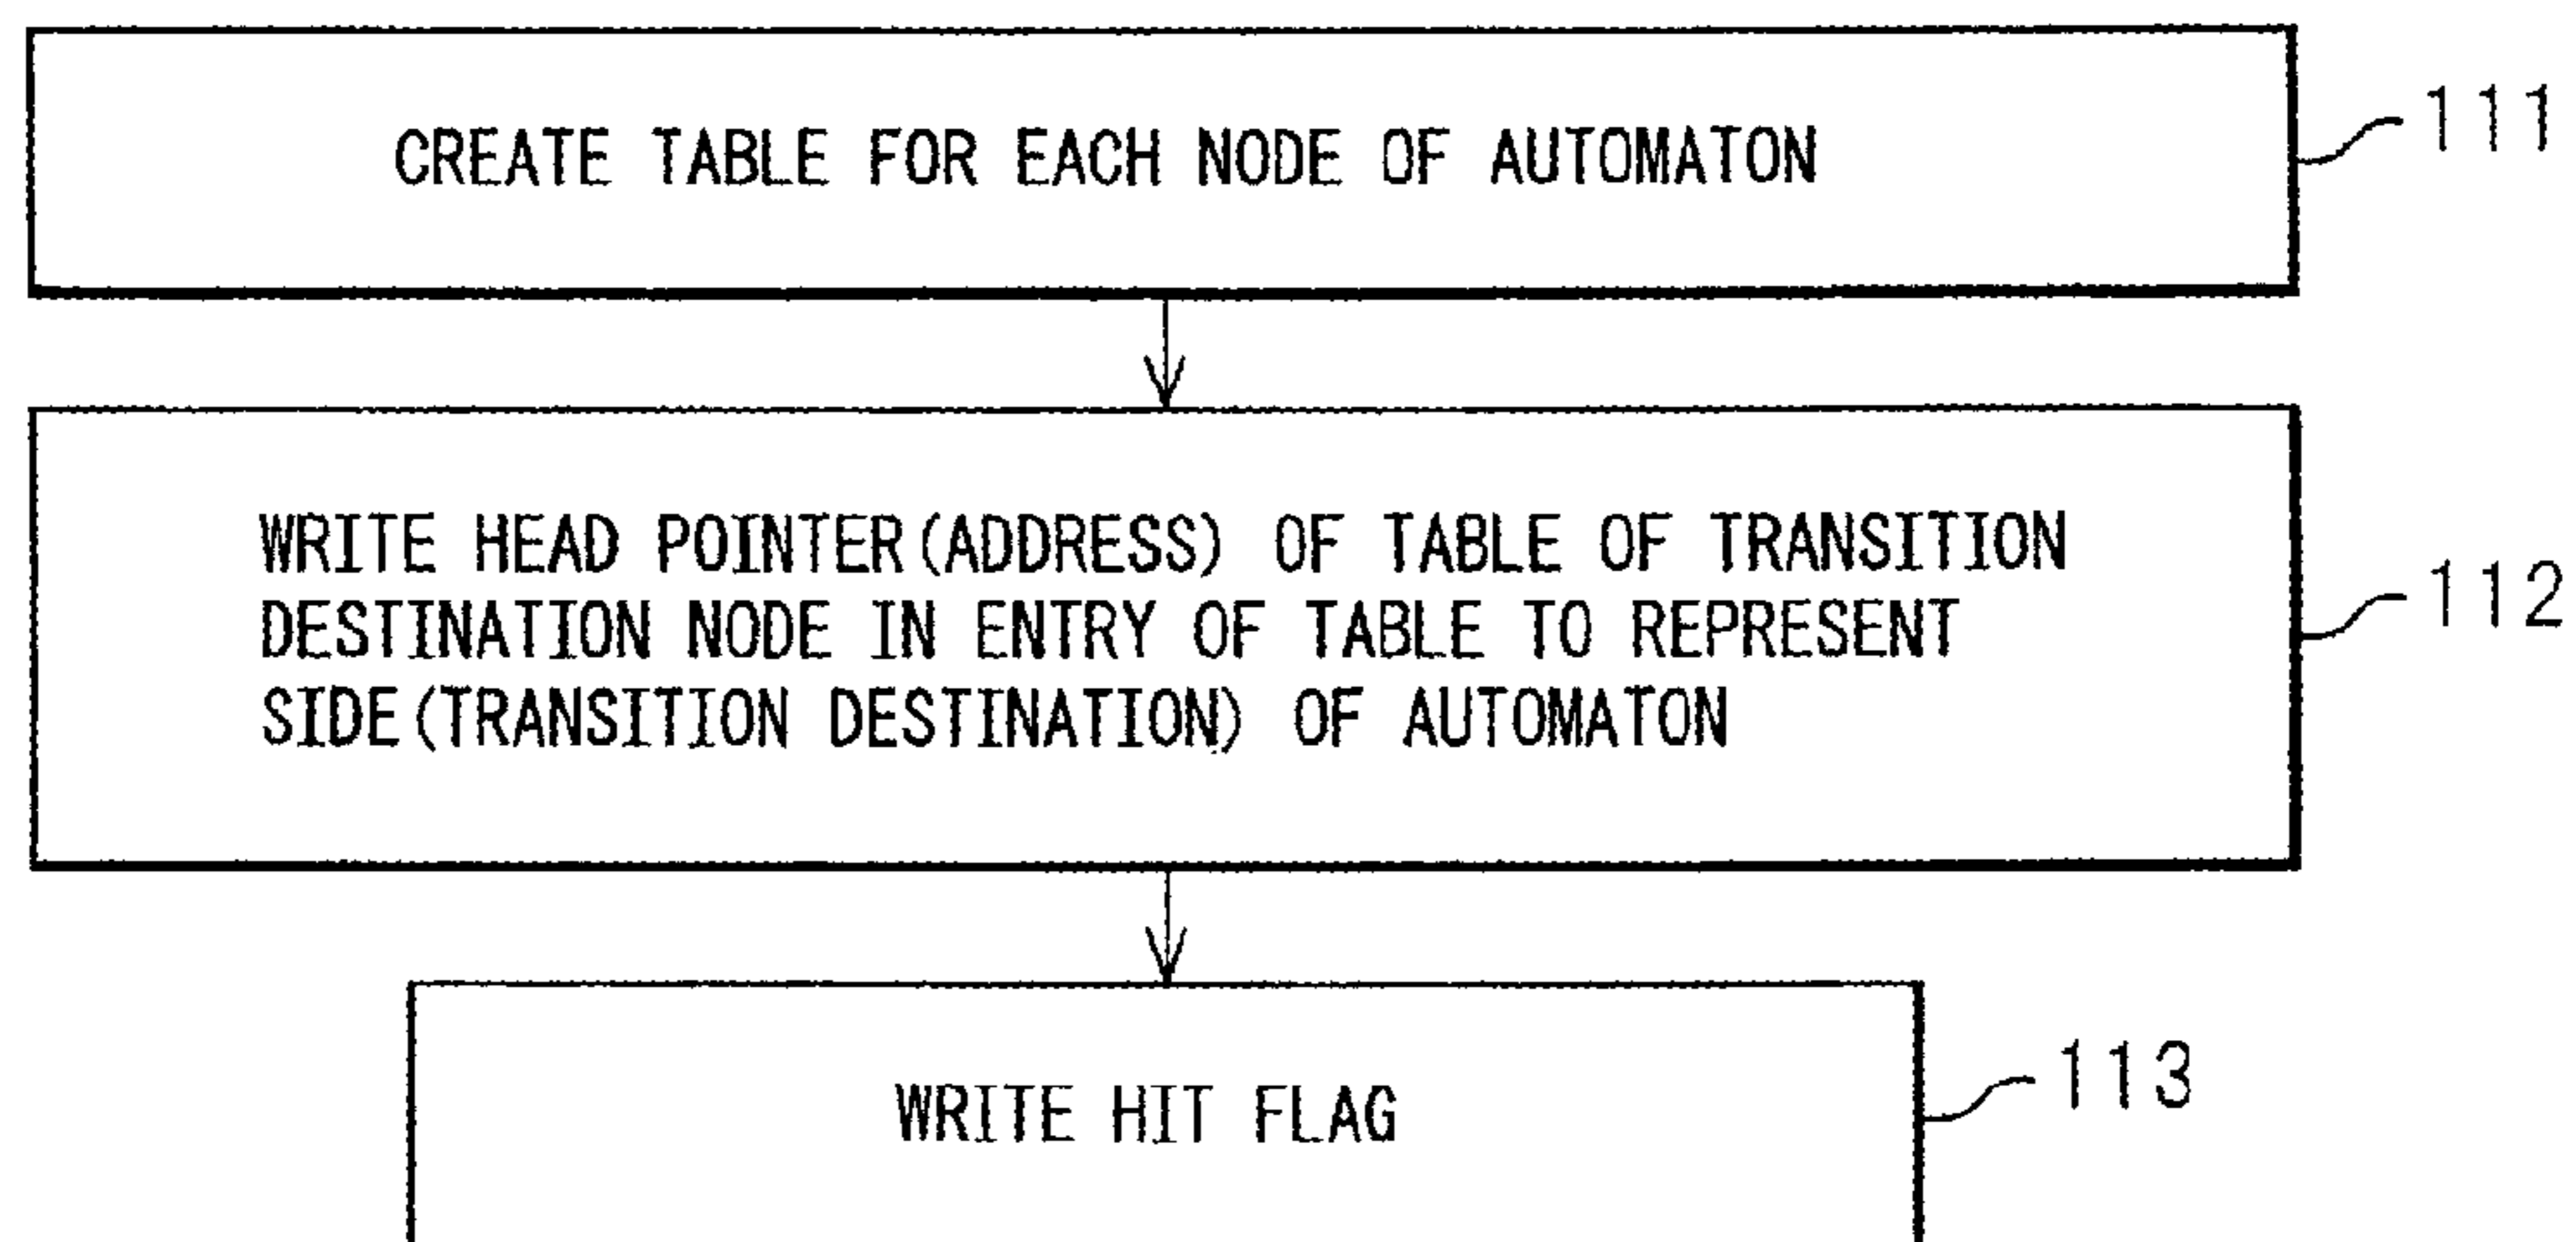 CREATE TABLE FOR EACH NODE OF AUTOMATON
111
WRITE HEAD POINTER(ADDRESS) OF TABLE OF TRANSITION
DESTINATION NODE IN ENTRY OF TABLE TO REPRESENT
SIDE(TRANSITION DESTINATION) OF AUTOMATON
112
WRITE HIT FLAG
113